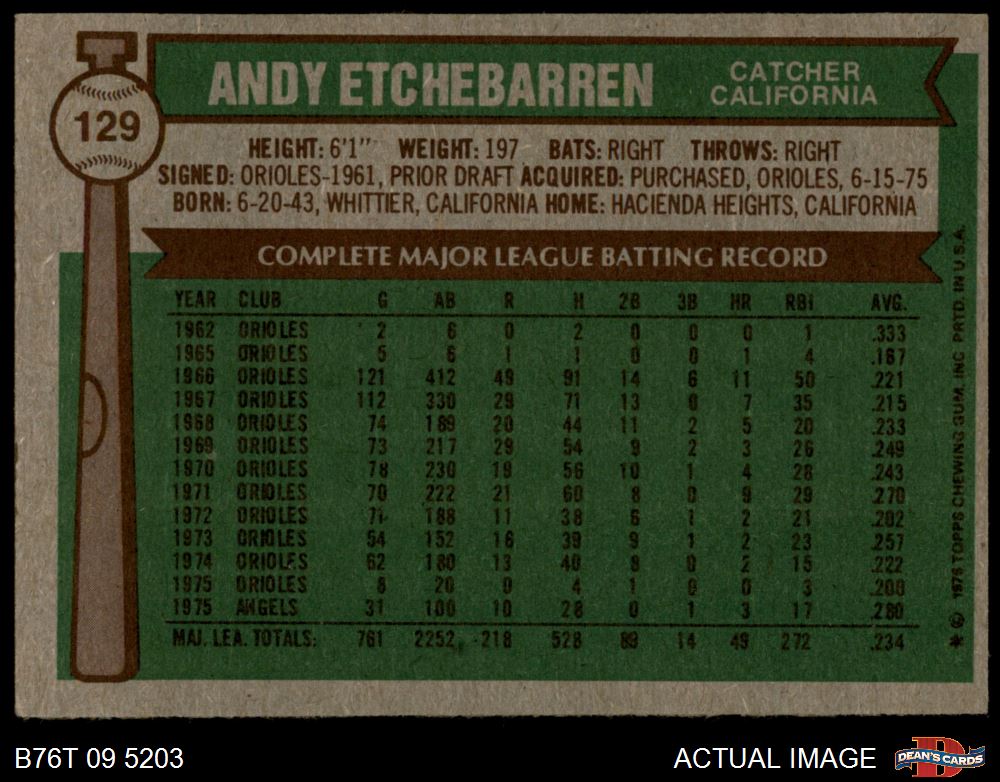 129
ANDY ETCHEBARREN
CATCHER
CALIFORNIA
HEIGHT: 6'1" WEIGHT: 197 BATS: RIGHT THROWS: RIGHT
SIGNED: ORIOLES-1961, PRIOR DRAFT ACQUIRED: PURCHASED, ORIOLES, 6-15-75
BORN: 6-20-43, WHITTIER, CALIFORNIA HOME: HACIENDA HEIGHTS, CALIFORNIA
COMPLETE MAJOR LEAGUE BATTING RECORD
YEAR CLUB G AB R H 2B 3B HR RBI AVG.
1962 ORIOLES 2 6 0 2 0 0 0 1 .333
1965 ORIOLES 5 6 1 1 0 0 1 4 .167
1966 ORIOLES 121 412 49 91 14 6 11 50 .221
1967 ORIOLES 112 330 29 71 13 0 7 35 .215
1968 ORIOLES 74 189 20 44 11 2 5 20 .233
1969 ORIOLES 73 217 29 54 9 2 3 26 .249
1970 ORIOLES 78 230 19 56 10 1 4 28 .243
1971 ORIOLES 70 222 21 60 8 0 9 29 .270
1972 ORIOLES 71 188 11 38 6 1 2 21 .202
1973 ORIOLES 54 152 16 39 9 1 2 23 .257
1974 ORIOLES 62 180 13 40 8 0 2 15 .222
1975 ORIOLES 8 20 0 4 1 0 0 3 .200
1975 ANGELS 31 100 10 28 0 1 3 17 .280
MAJ. LEA. TOTALS: 761 2252 218 528 89 14 49 272 .234
* © 1976 TOPPS CHEWING GUM, INC PRTD. IN U.S.A.
B76T 09 5203
ACTUAL IMAGE
D
DEAN'S CARDS